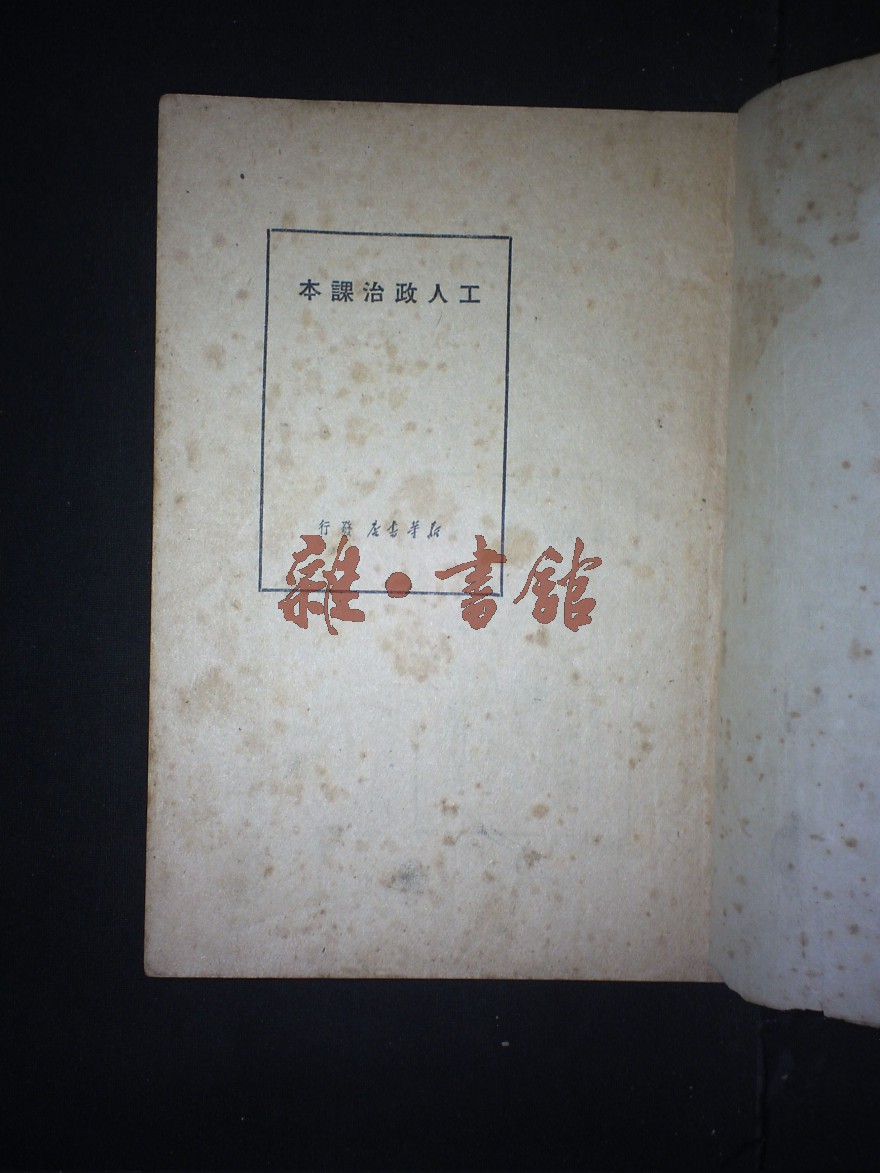 工人政治課本
新華書店發行
雜·書館